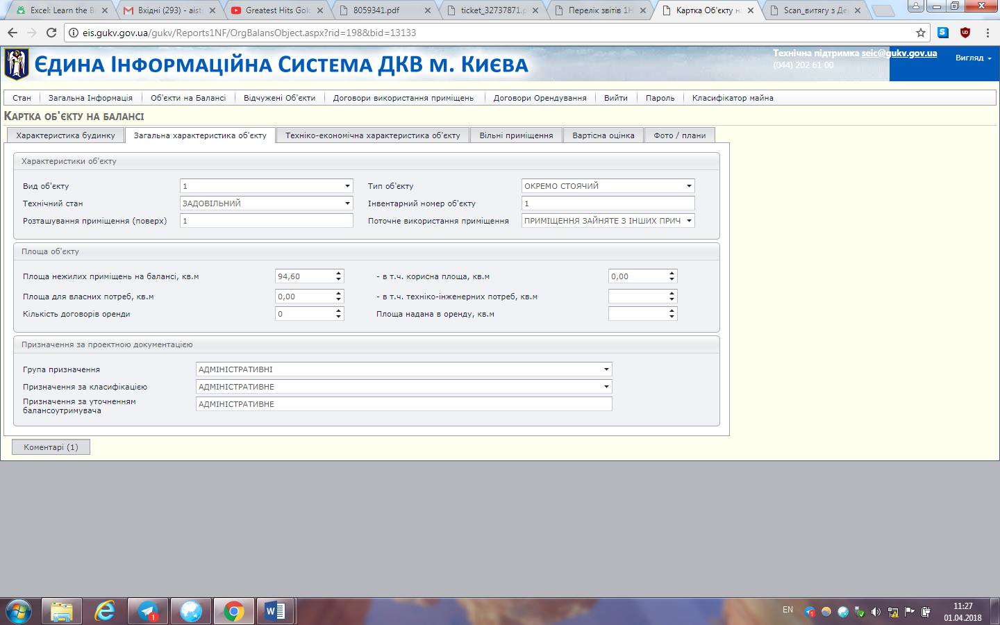 Excel: Learn the B
Вхідні (293) - aist
Greatest Hits Gold
8059341.pdf
ticket_32737871.p
Перелік звітів 1Н
Картка Об'єкту н
Scan_витягу з Де
eis.gukv.gov.ua/gukv/Reports1NF/OrgBalansObject.aspx?rid=198&bid=13133
Єдина Інформаційна Система ДКВ м. Києва
Технічна підтримка seic@gukv.gov.ua
(044) 202 61 00
Вигляд
Стан
Загальна Інформація
Об'єкти на Балансі
Відчужені Об'єкти
Договори використання приміщень
Договори Орендування
Вийти
Пароль
Класифікатор майна
Картка об'єкту на балансі
Характеристика будинку
Загальна характеристика об'єкту
Техніко-економічна характеристика об'єкту
Вільні приміщення
Вартісна оцінка
Фото / плани
Характеристики об'єкту
Вид об'єкту
1
Тип об'єкту
ОКРЕМО СТОЯЧИЙ
Технічний стан
ЗАДОВІЛЬНИЙ
Інвентарний номер об'єкту
1
Розташування приміщення (поверх)
1
Поточне використання приміщення
ПРИМІЩЕННЯ ЗАЙНЯТЕ З ІНШИХ ПРИЧ
Площа об'єкту
Площа нежилих приміщень на балансі, кв.м
94,60
- в т.ч. корисна площа, кв.м
0,00
Площа для власних потреб, кв.м
0,00
- в т.ч. техніко-інженерних потреб, кв.м
Кількість договорів оренди
0
Площа надана в оренду, кв.м
Призначення за проектною документацією
Група призначення
АДМІНІСТРАТИВНІ
Призначення за класифікацією
АДМІНІСТРАТИВНЕ
Призначення за уточненням
балансоутримувача
АДМІНІСТРАТИВНЕ
Коментарі (1)
EN
11:27
01.04.2018